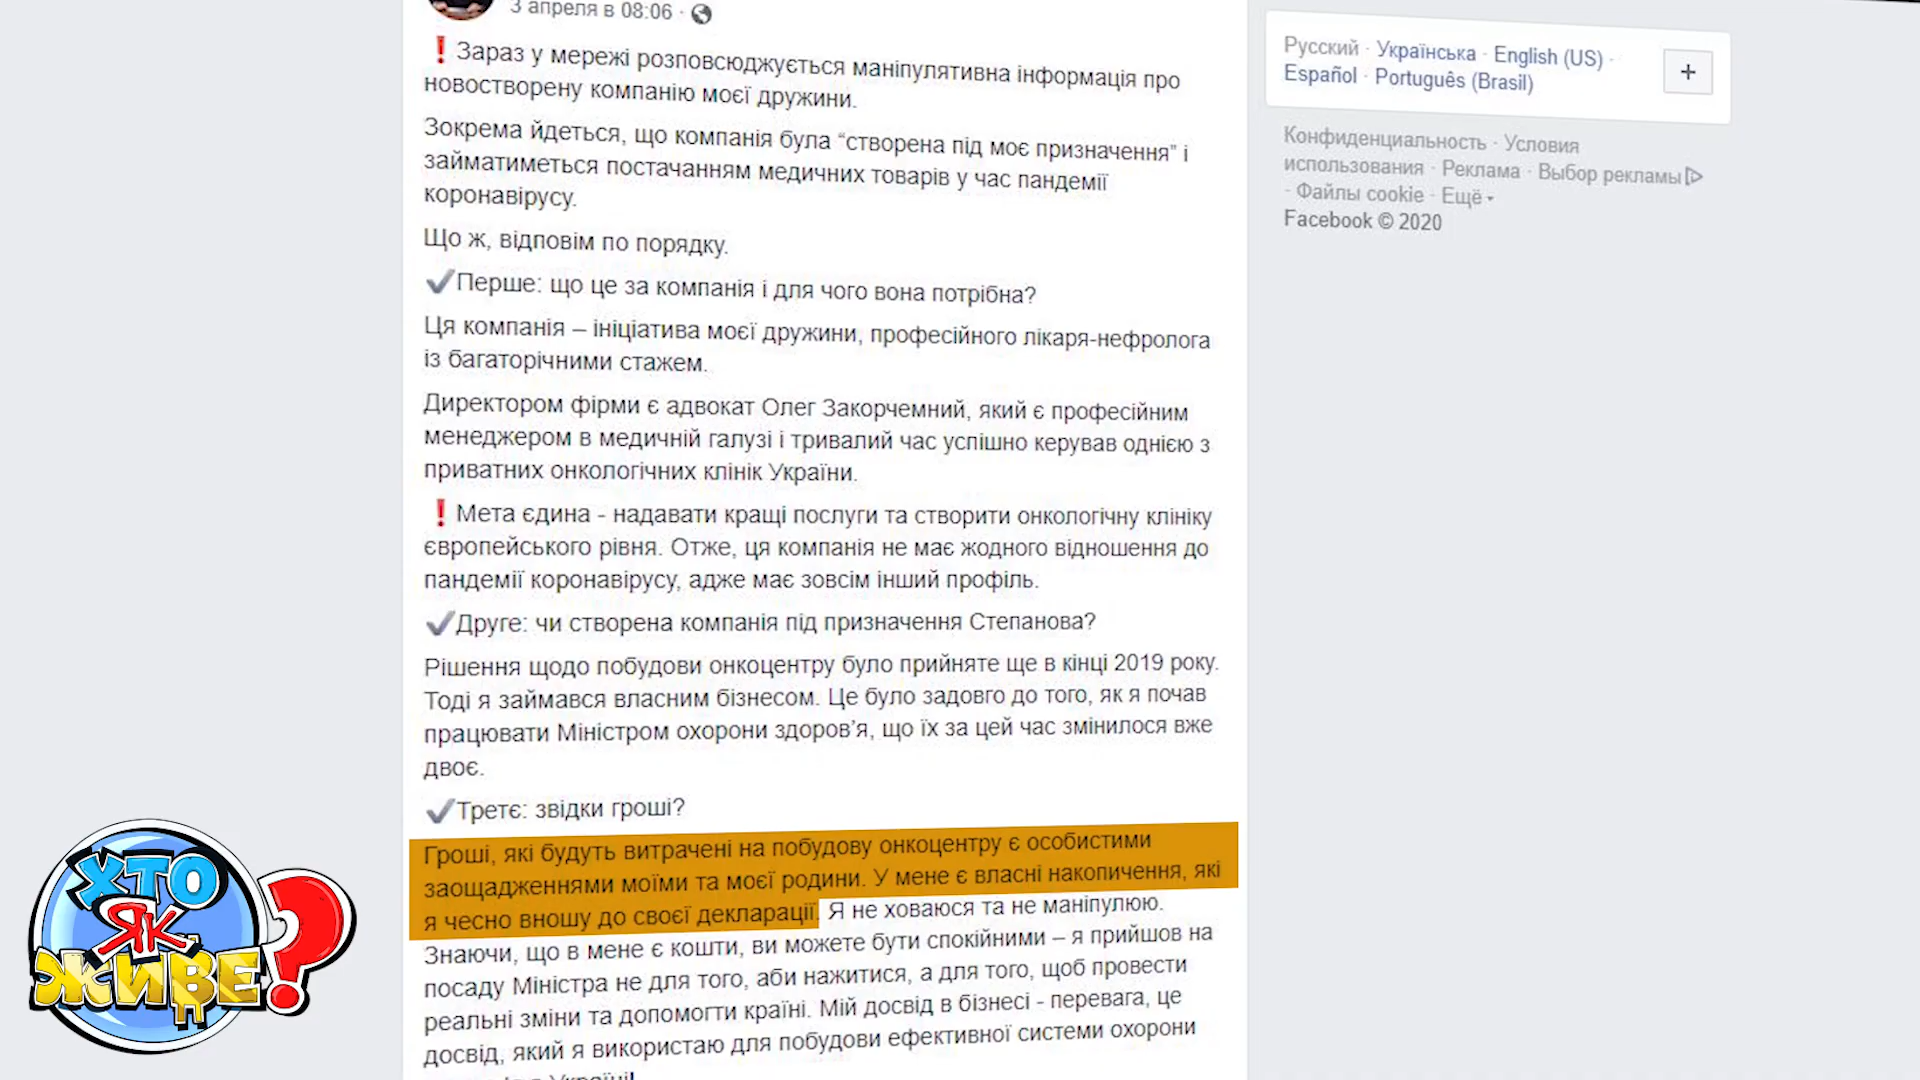 3 апреля в 08:06 ·
❗Зараз у мережі розповсюджується маніпулятивна інформація про
новостворену компанію моєї дружини.
Зокрема йдеться, що компанія була “створена під моє призначення” і
займатиметься постачанням медичних товарів у час пандемії
коронавірусу.
Що ж, відповім по порядку.
✔Перше: що це за компанія і для чого вона потрібна?
Ця компанія – ініціатива моєї дружини, професійного лікаря-нефролога
із багаторічними стажем.
Директором фірми є адвокат Олег Закорчемний, який є професійним
менеджером в медичній галузі і тривалий час успішно керував однією з
приватних онкологічних клінік України.
❗Мета єдина - надавати кращі послуги та створити онкологічну клініку
європейського рівня. Отже, ця компанія не має жодного відношення до
пандемії коронавірусу, адже має зовсім інший профіль.
✔Друге: чи створена компанія під призначення Степанова?
Рішення щодо побудови онкоцентру було прийняте ще в кінці 2019 року.
Тоді я займався власним бізнесом. Це було задовго до того, як я почав
працювати Міністром охорони здоров’я, що їх за цей час змінилося вже
двоє.
✔Третє: звідки гроші?
Гроші, які будуть витрачені на побудову онкоцентру є особистими
заощадженнями моїми та моєї родини. У мене є власні накопичення, які
я чесно вношу до своєї декларації. Я не ховаюся та не маніпулюю.
Знаючи, що в мене є кошти, ви можете бути спокійними – я прийшов на
посаду Міністра не для того, аби нажитися, а для того, щоб провести
реальні зміни та допомогти країні. Мій досвід в бізнесі - перевага, це
досвід, який я використаю для побудови ефективної системи охорони
Україні!
Русский · Українська · English (US) ·
Español · Português (Brasil)
+
Конфиденциальность · Условия
использования · Реклама · Выбор рекламы
· Файлы cookie · Ещё
Facebook © 2020
ХТО
ЯК
ЖИВЕ?